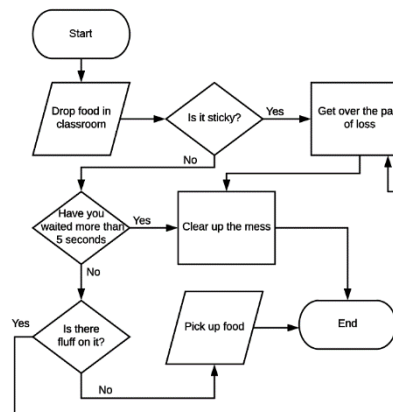 Start
Drop food in
classroom
Is it sticky?
Yes
Get over the pa
of loss
No
Have you
waited more than
5 seconds
Yes
Clear up the mess
No
Yes
Is there
fluff on it?
Pick up food
End
No